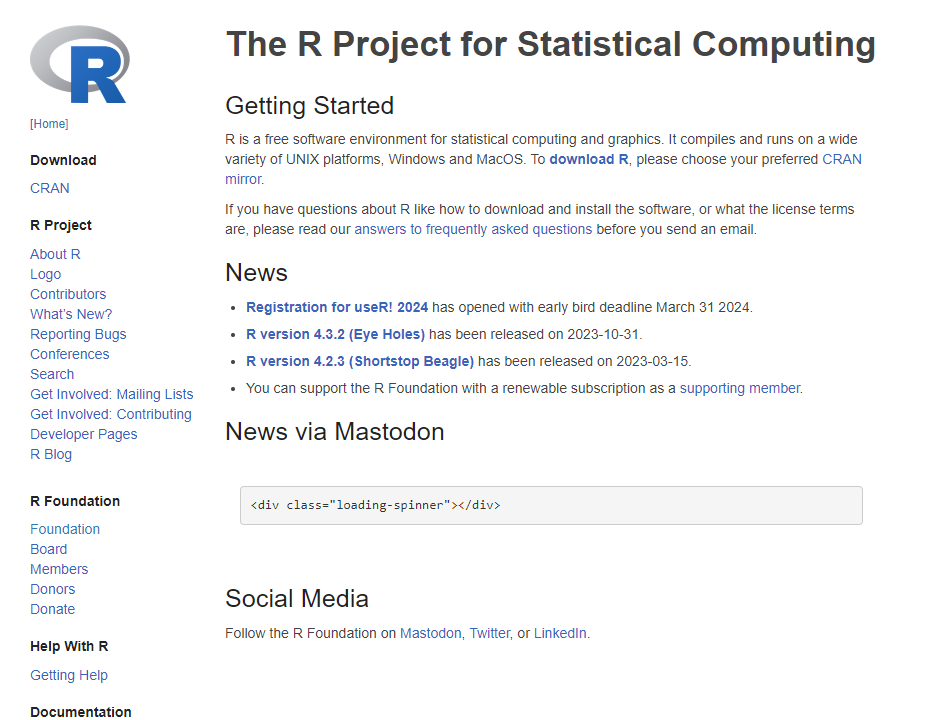 R
[Home]
Download
CRAN
R Project
About R
Logo
Contributors
What's New?
Reporting Bugs
Conferences
Search
Get Involved: Mailing Lists
Get Involved: Contributing
Developer Pages
R Blog
R Foundation
Foundation
Board
Members
Donors
Donate
Help With R
Getting Help
Documentation
The R Project for Statistical Computing
Getting Started
R is a free software environment for statistical computing and graphics. It compiles and runs on a wide
variety of UNIX platforms, Windows and MacOS. To download R, please choose your preferred CRAN
mirror.
If you have questions about R like how to download and install the software, or what the license terms
are, please read our answers to frequently asked questions before you send an email.
News
• Registration for useR! 2024 has opened with early bird deadline March 31 2024.
• R version 4.3.2 (Eye Holes) has been released on 2023-10-31.
• R version 4.2.3 (Shortstop Beagle) has been released on 2023-03-15.
• You can support the R Foundation with a renewable subscription as a supporting member.
News via Mastodon
<div class="loading-spinner"></div>
Social Media
Follow the R Foundation on Mastodon, Twitter, or LinkedIn.